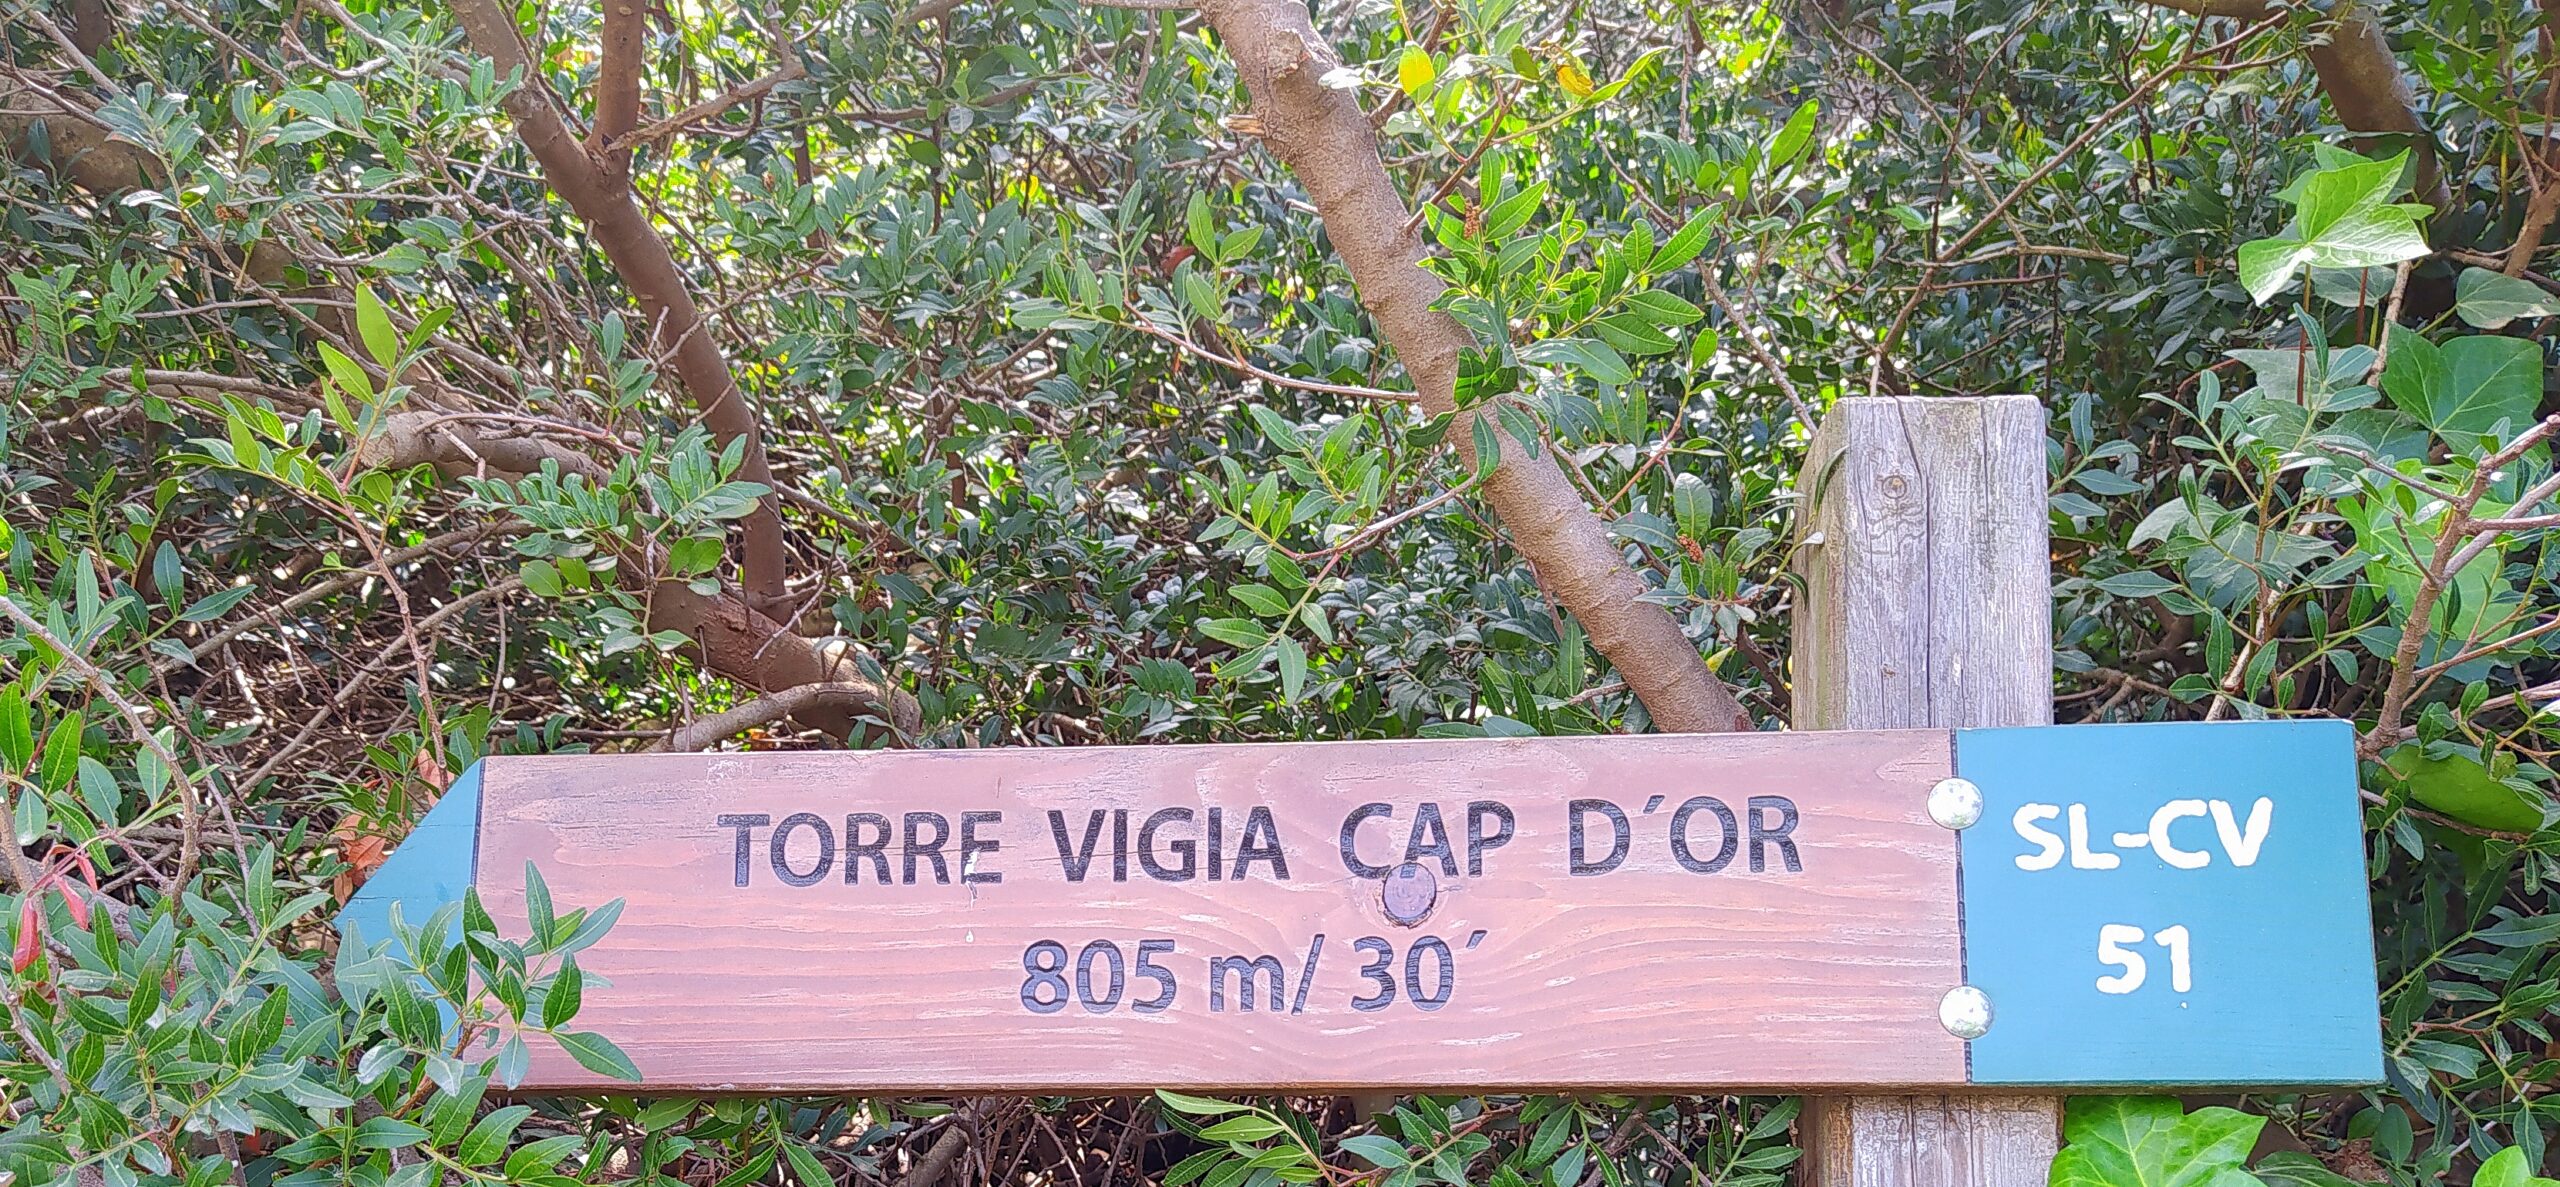 TORRE VIGIA CAP D´OR
805 m/ 30´
SL-CV
51